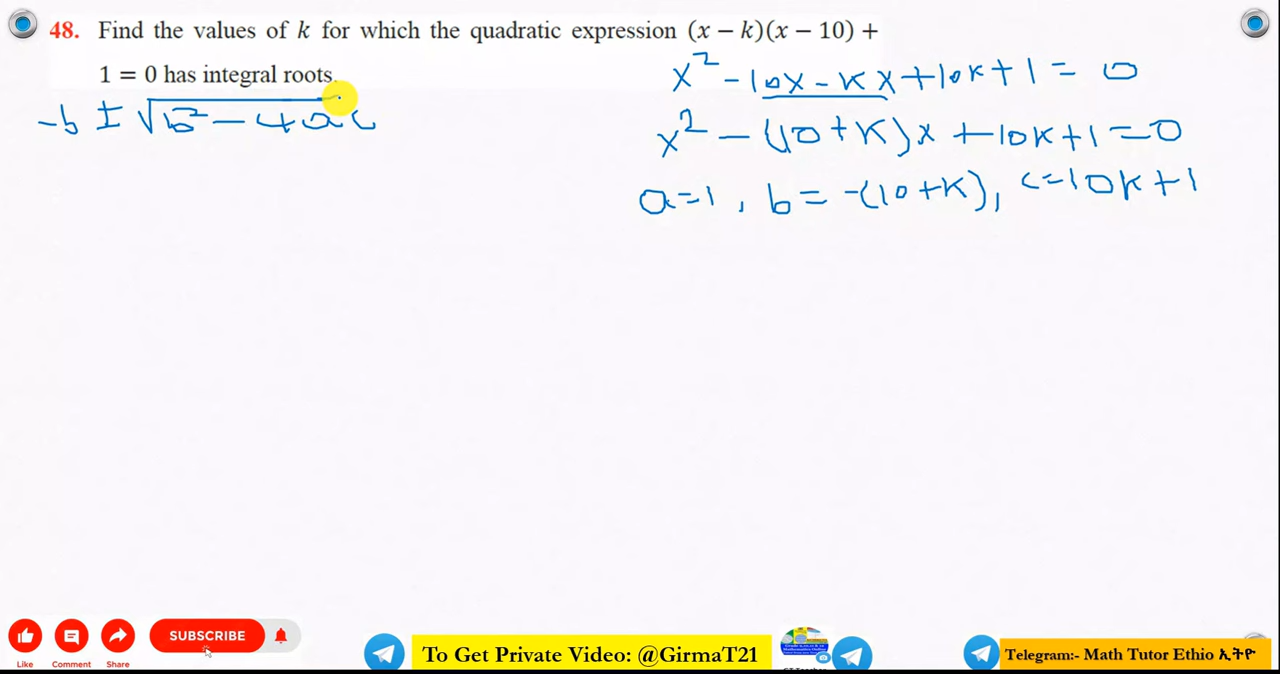 48. Find the values of k for which the quadratic expression (x − k)(x − 10) +
1 = 0 has integral roots.
x² - 10x - kx + 10k + 1 = 0
-b ± √b² - 4ac
x² - (10 + k)x + 10k + 1 = 0
a = 1, b = -(10 + k), c = 10k + 1
Like
Comment
Share
SUBSCRIBE
To Get Private Video: @GirmaT21
Telegram:- Math Tutor Ethio ኢትዮ